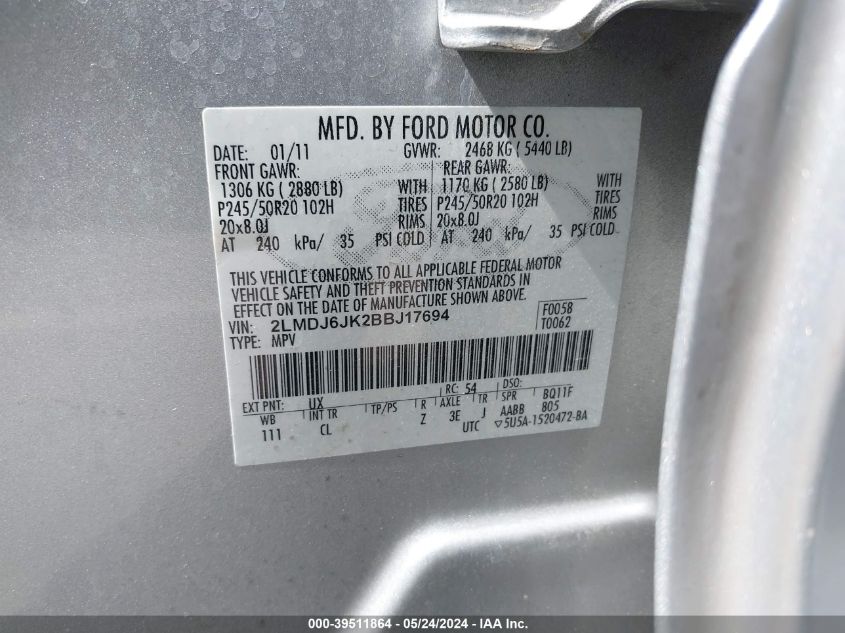 MFD. BY FORD MOTOR CO.
DATE: 01/11 GVWR: 2468 KG ( 5440 LB)
FRONT GAWR: REAR GAWR:
1306 KG ( 2880 LB) WITH 1170 KG ( 2580 LB) WITH
P245/50R20 102H TIRES P245/50R20 102H TIRES
20x8.0J RIMS 20x8.0J RIMS
AT 240 kPa/ 35 PSI COLD AT 240 kPa/ 35 PSI COLD
THIS VEHICLE CONFORMS TO ALL APPLICABLE FEDERAL MOTOR
VEHICLE SAFETY AND THEFT PREVENTION STANDARDS IN
EFFECT ON THE DATE OF MANUFACTURE SHOWN ABOVE.
VIN: 2LMDJ6JK2BBJ17694 F0058
TYPE: MPV T0062
EXT PNT: UX RC: 54 DSO:
WB INT TR TP/PS R AXLE TR SPR BQ11F
111 CL Z 3E J AABB 805
UTC ▽5U5A-1520472-BA
000-39511864 / 05/24/2024 / IAA Inc.